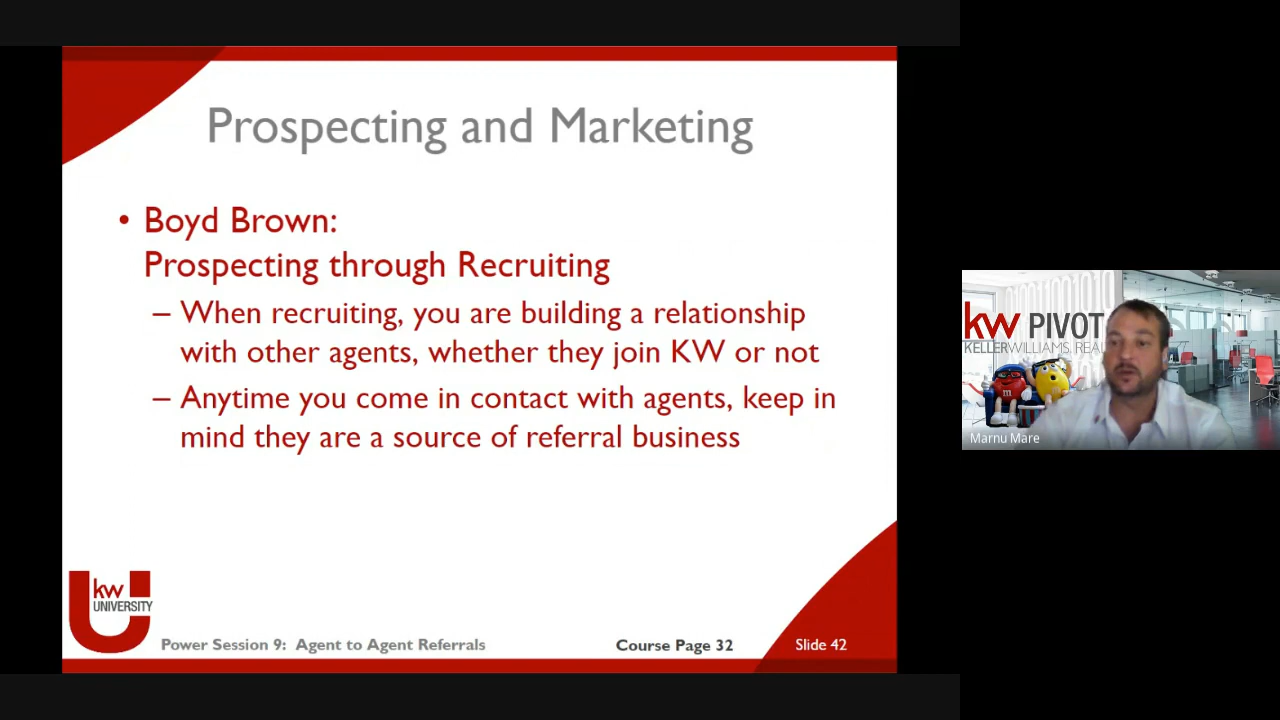 Prospecting and Marketing
• Boyd Brown:
Prospecting through Recruiting
– When recruiting, you are building a relationship
with other agents, whether they join KW or not
– Anytime you come in contact with agents, keep in
mind they are a source of referral business
kw
UNIVERSITY
Power Session 9: Agent to Agent Referrals
Course Page 32
Slide 42
kw PIVOT
KELLERWILLIAMS. REAL
m
Marnu Mare